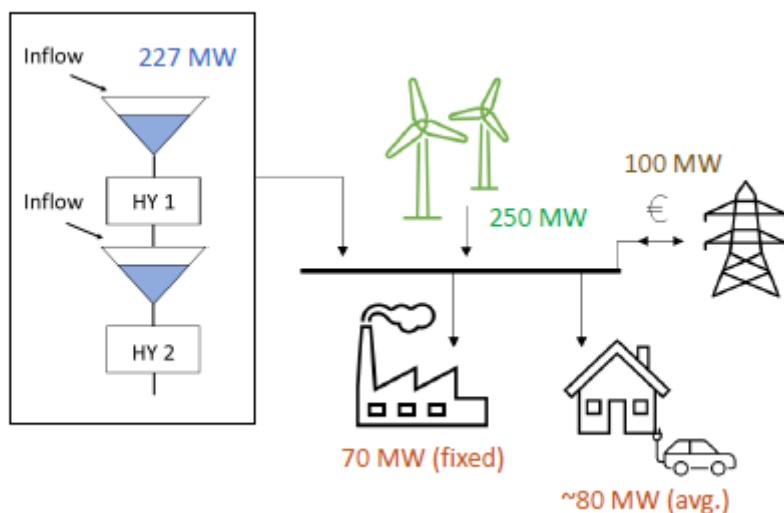 Inflow
227 MW
HY 1
Inflow
HY 2
250 MW
100 MW
€
70 MW (fixed)
~80 MW (avg.)